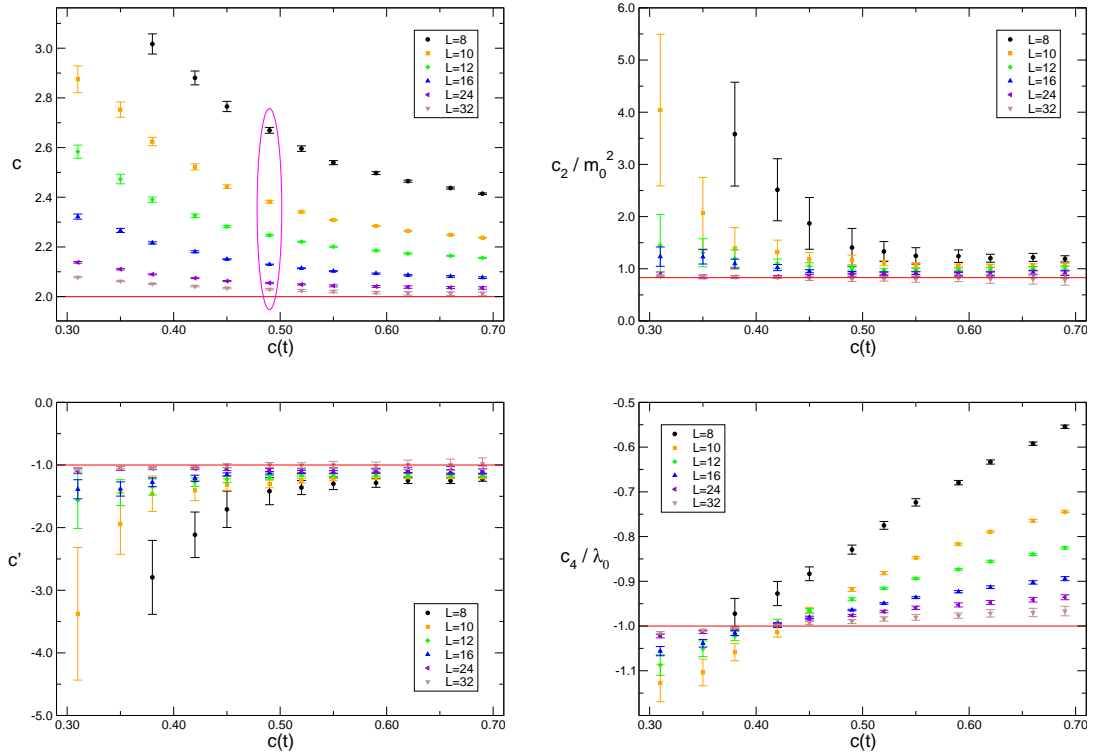 3.0
2.8
2.6
2.4
2.2
2.0
c
0.30 0.40 0.50 0.60 0.70
c(t)
L=8
L=10
L=12
L=16
L=24
L=32
6.0
5.0
4.0
3.0
2.0
1.0
0.0
c₂ / m₀²
0.30 0.40 0.50 0.60 0.70
c(t)
L=8
L=10
L=12
L=16
L=24
L=32
0.0
-1.0
-2.0
-3.0
-4.0
-5.0
c'
0.30 0.40 0.50 0.60 0.70
c(t)
L=8
L=10
L=12
L=16
L=24
L=32
-0.5
-0.6
-0.7
-0.8
-0.9
-1.0
-1.1
c₄ / λ₀
0.30 0.40 0.50 0.60 0.70
c(t)
L=8
L=10
L=12
L=16
L=24
L=32